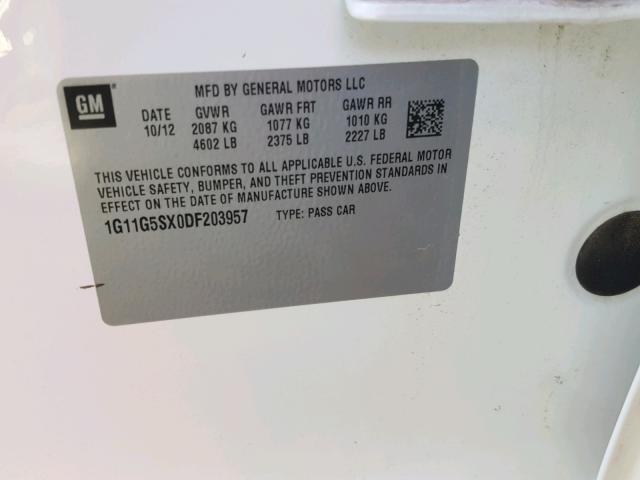 MFD BY GENERAL MOTORS LLC
GM
DATE GVWR GAWR FRT GAWR RR
10/12 2087 KG 1077 KG 1010 KG
4602 LB 2375 LB 2227 LB
THIS VEHICLE CONFORMS TO ALL APPLICABLE U.S. FEDERAL MOTOR
VEHICLE SAFETY, BUMPER, AND THEFT PREVENTION STANDARDS IN
EFFECT ON THE DATE OF MANUFACTURE SHOWN ABOVE.
1G11G5SX0DF203957 TYPE: PASS CAR